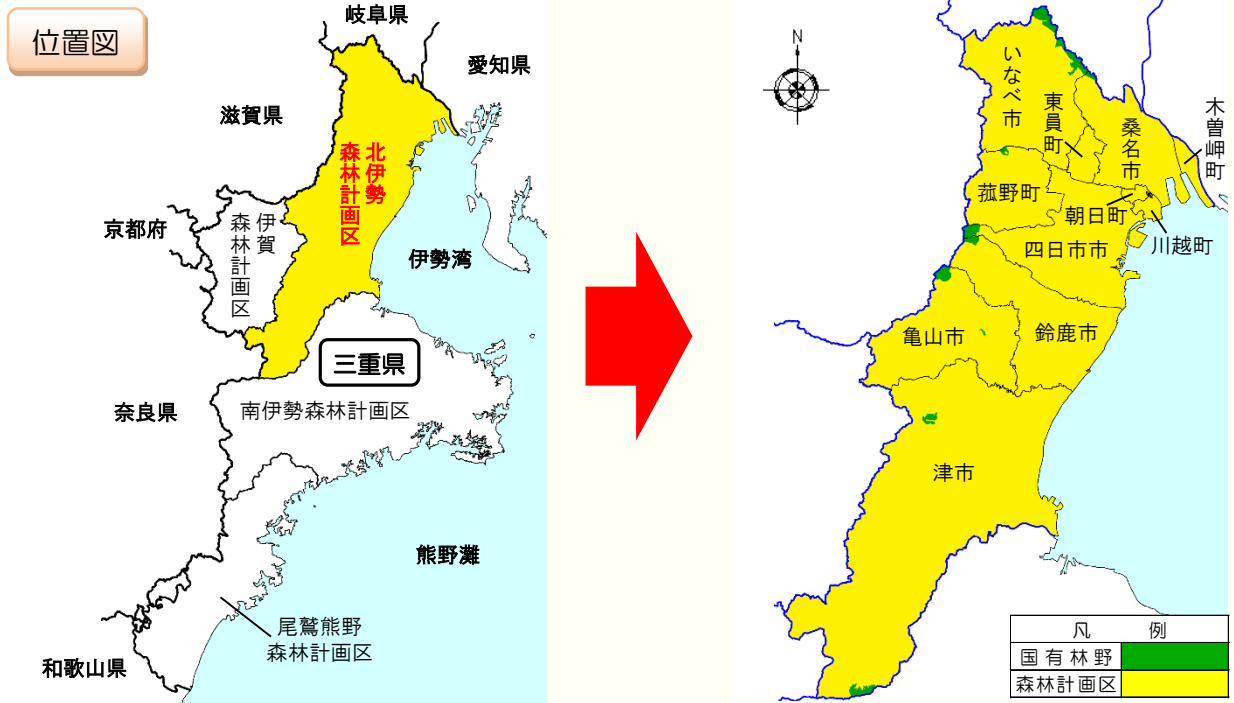 位置図
岐阜県
愛知県
滋賀県
北伊勢
森林計画区
京都府
伊賀
森林計画区
伊勢湾
三重県
奈良県
南伊勢森林計画区
熊野灘
尾鷲熊野
森林計画区
和歌山県
N
いなべ市
東員町
桑名市
木曽岬町
菰野町
朝日町
川越町
四日市市
亀山市
鈴鹿市
津市
凡 例
国有林野
森林計画区